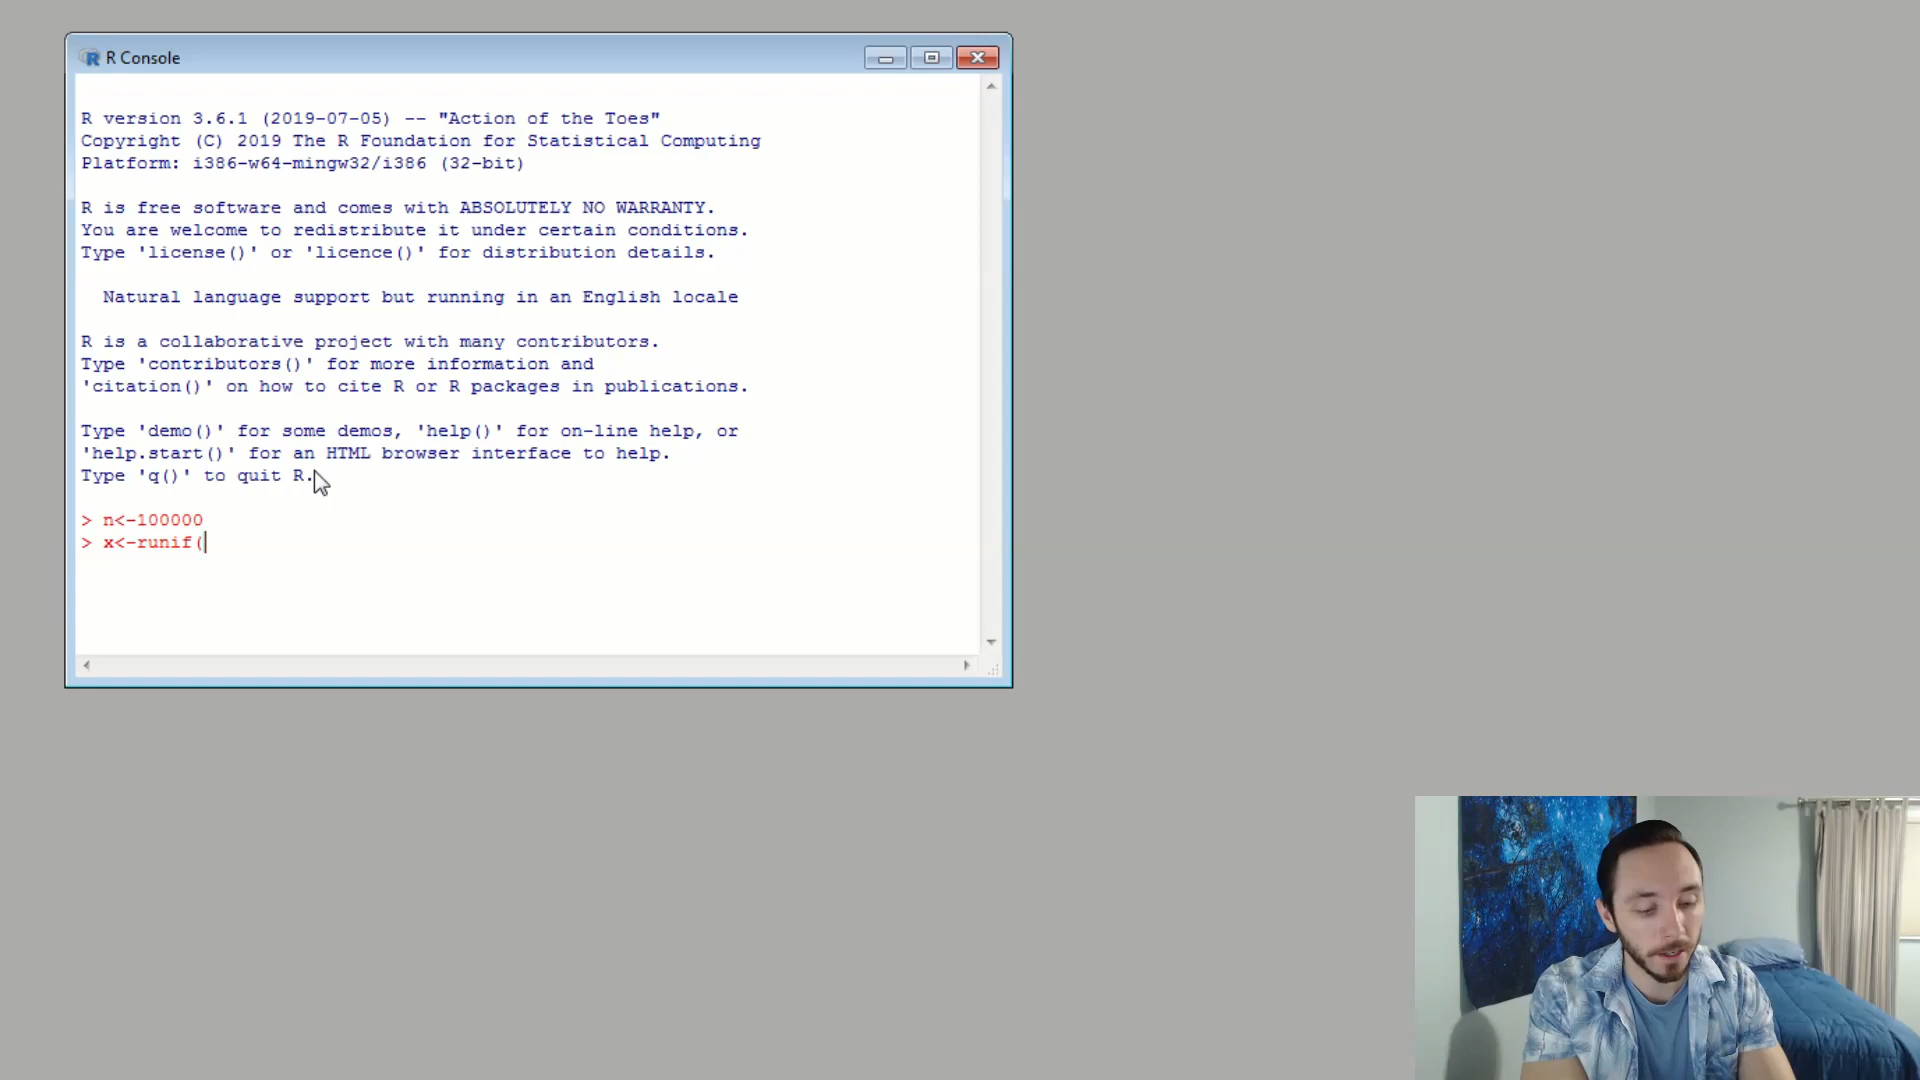 R Console
R version 3.6.1 (2019-07-05) -- "Action of the Toes"
Copyright (C) 2019 The R Foundation for Statistical Computing
Platform: i386-w64-mingw32/i386 (32-bit)
R is free software and comes with ABSOLUTELY NO WARRANTY.
You are welcome to redistribute it under certain conditions.
Type 'license()' or 'licence()' for distribution details.
Natural language support but running in an English locale
R is a collaborative project with many contributors.
Type 'contributors()' for more information and
'citation()' on how to cite R or R packages in publications.
Type 'demo()' for some demos, 'help()' for on-line help, or
'help.start()' for an HTML browser interface to help.
Type 'q()' to quit R.
> n<-100000
> x<-runif(